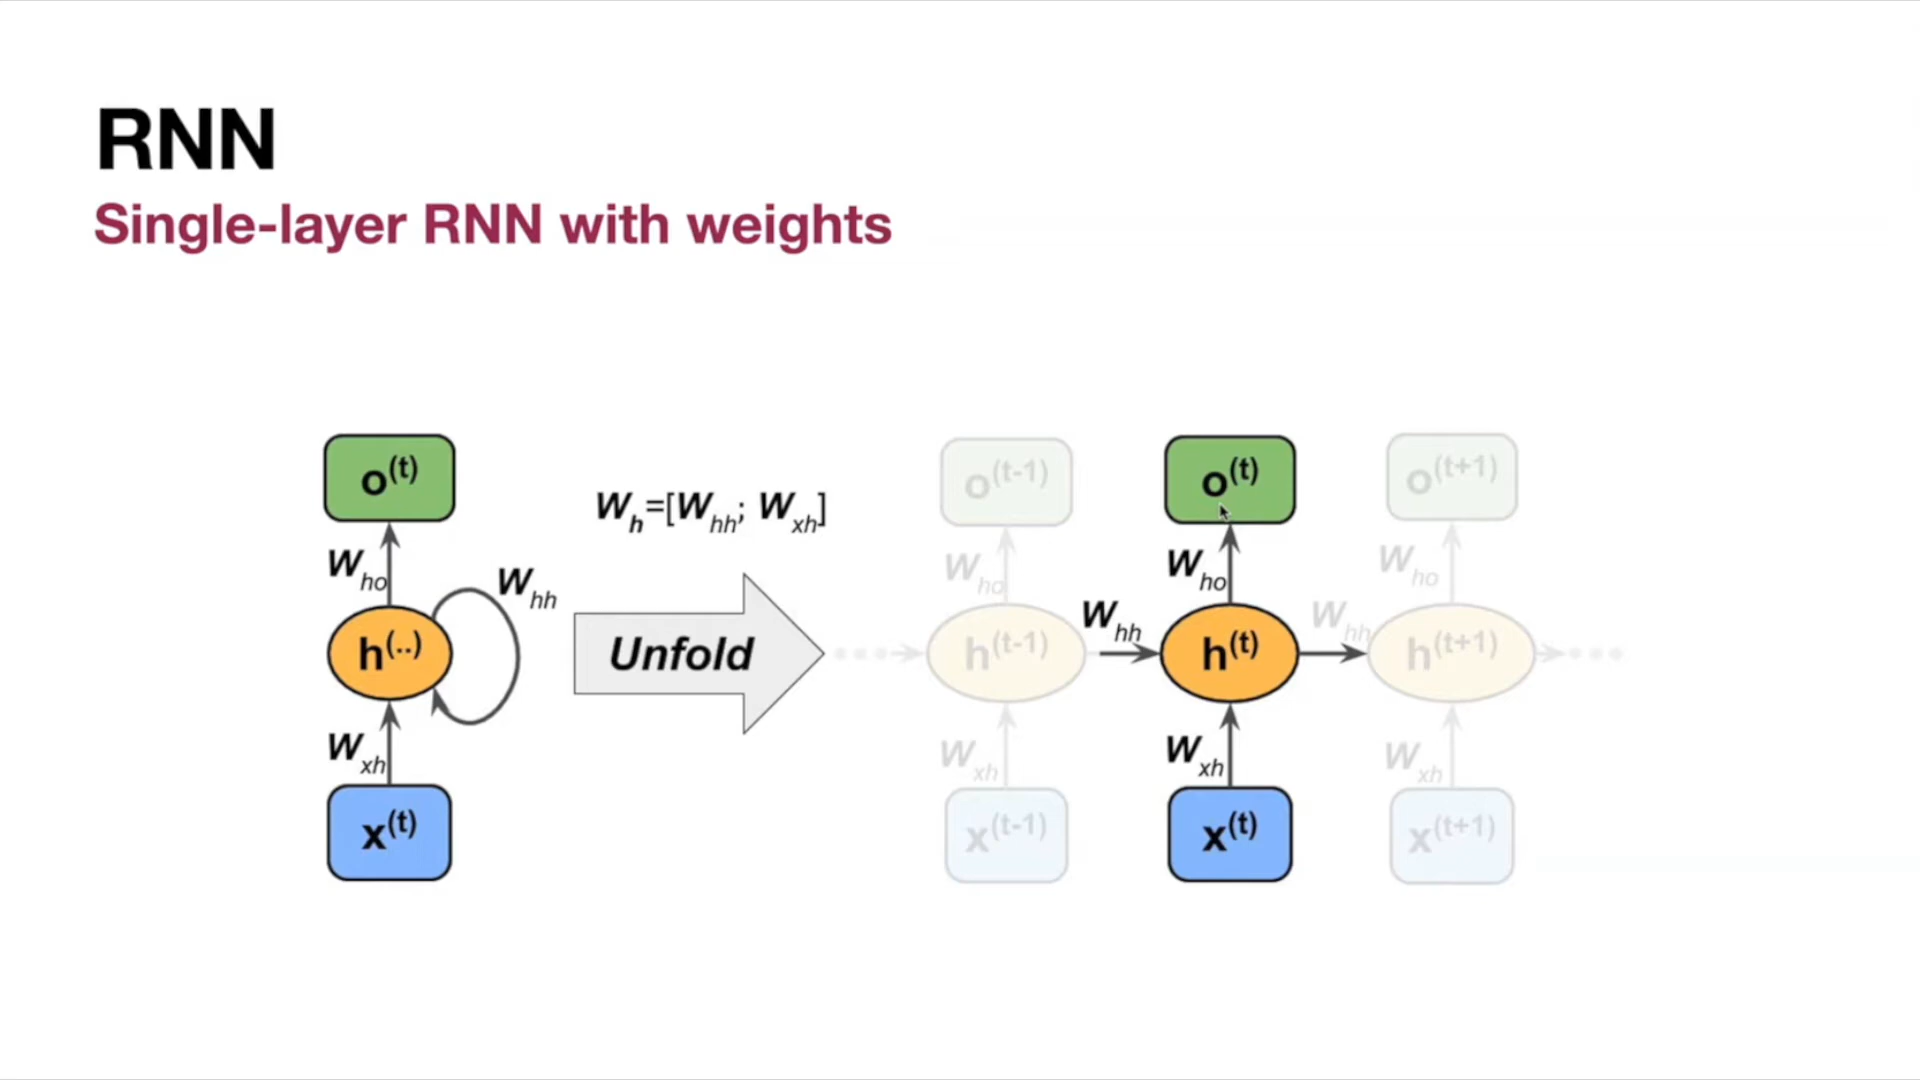 RNN
Single-layer RNN with weights
o(t)
Who
Whh
h(..)
Wxh
x(t)
Wh=[Whh; Wxh]
Unfold
o(t-1)
Who
h(t-1)
Wxh
x(t-1)
Whh
o(t)
Who
h(t)
Wxh
x(t)
Whh
o(t+1)
Who
h(t+1)
Wxh
x(t+1)